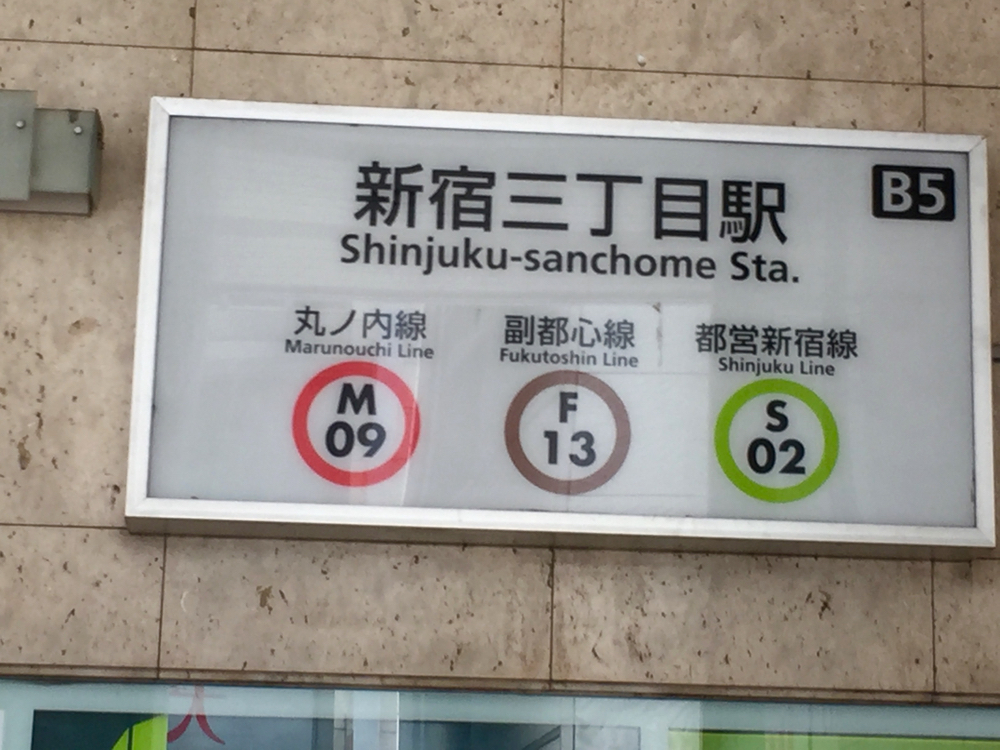 新宿三丁目駅
B5
Shinjuku-sanchome Sta.
丸ノ内線
Marunouchi Line
M
09
副都心線
Fukutoshin Line
F
13
都営新宿線
Shinjuku Line
S
02